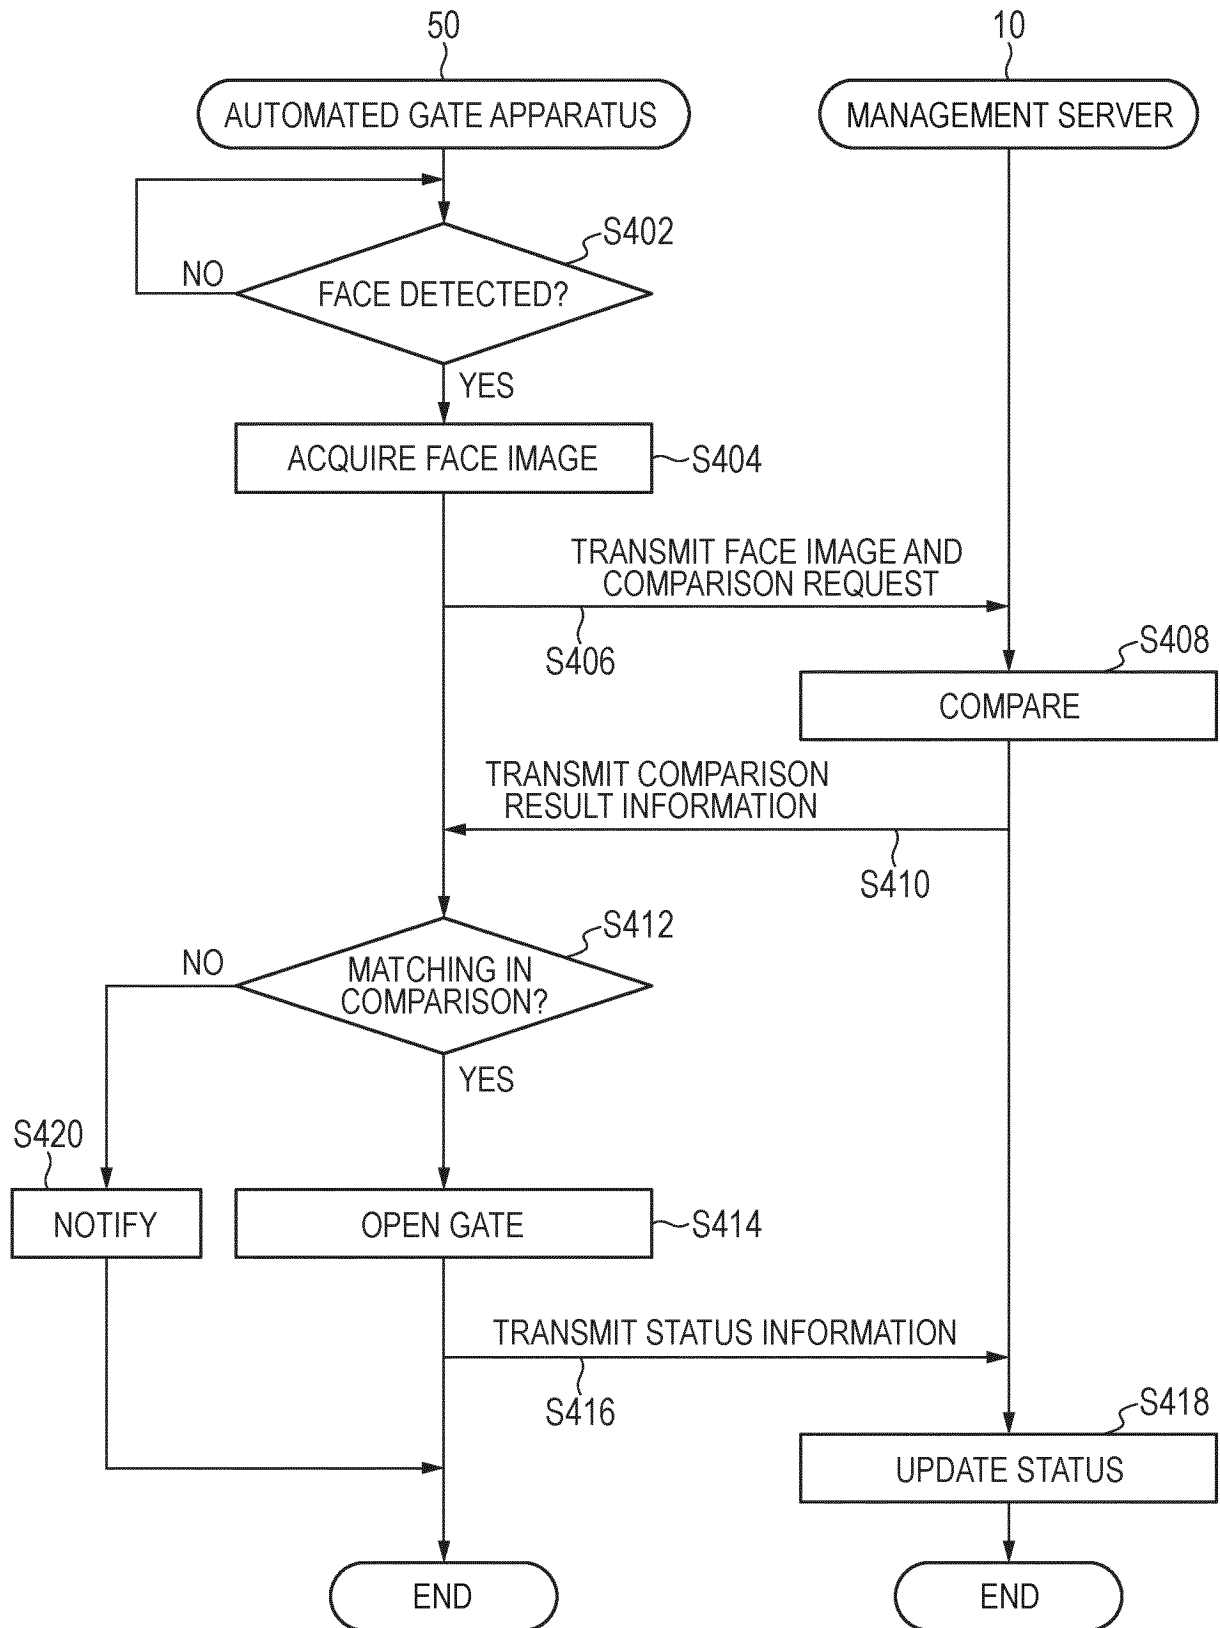 50
10
AUTOMATED GATE APPARATUS
MANAGEMENT SERVER
S402
NO
FACE DETECTED?
YES
ACQUIRE FACE IMAGE
S404
TRANSMIT FACE IMAGE AND
COMPARISON REQUEST
S406
S408
COMPARE
TRANSMIT COMPARISON
RESULT INFORMATION
S410
S412
NO
MATCHING IN
COMPARISON?
YES
S420
NOTIFY
OPEN GATE
S414
TRANSMIT STATUS INFORMATION
S416
S418
UPDATE STATUS
END
END